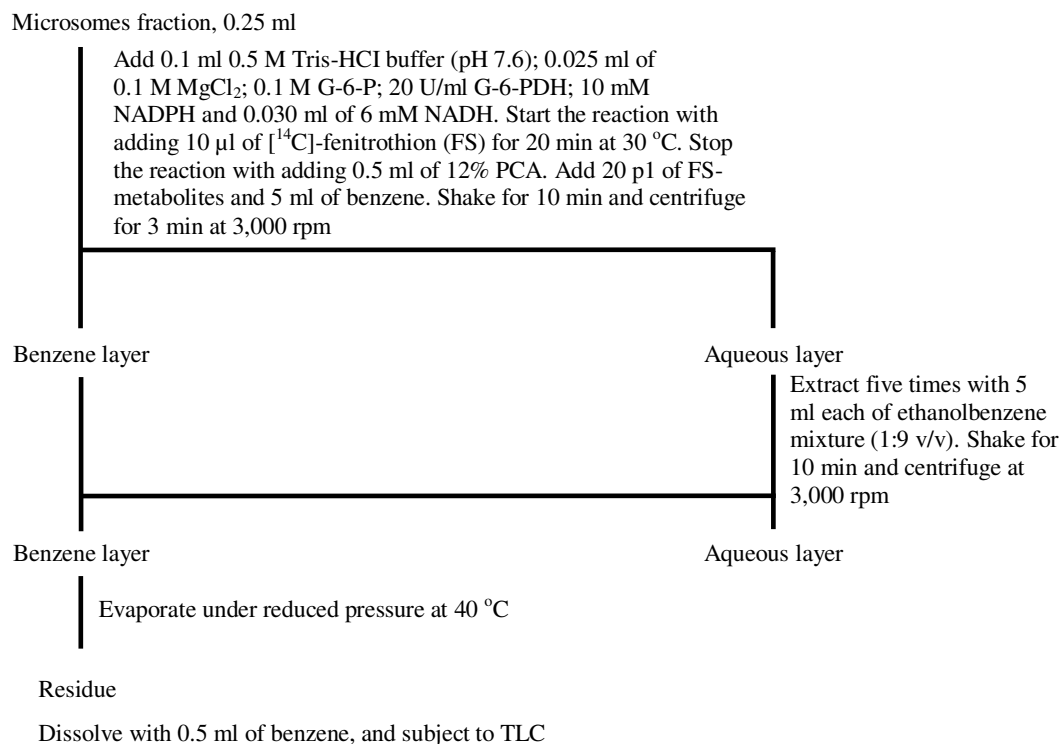 Microsomes fraction, 0.25 ml
Add 0.1 ml 0.5 M Tris-HCI buffer (pH 7.6); 0.025 ml of
0.1 M MgCl₂; 0.1 M G-6-P; 20 U/ml G-6-PDH; 10 mM
NADPH and 0.030 ml of 6 mM NADH. Start the reaction with
adding 10 µl of [¹⁴C]-fenitrothion (FS) for 20 min at 30 °C. Stop
the reaction with adding 0.5 ml of 12% PCA. Add 20 p1 of FS-
metabolites and 5 ml of benzene. Shake for 10 min and centrifuge
for 3 min at 3,000 rpm
Benzene layer
Aqueous layer
Extract five times with 5
ml each of ethanolbenzene
mixture (1:9 v/v). Shake for
10 min and centrifuge at
3,000 rpm
Benzene layer
Aqueous layer
Evaporate under reduced pressure at 40 °C
Residue
Dissolve with 0.5 ml of benzene, and subject to TLC